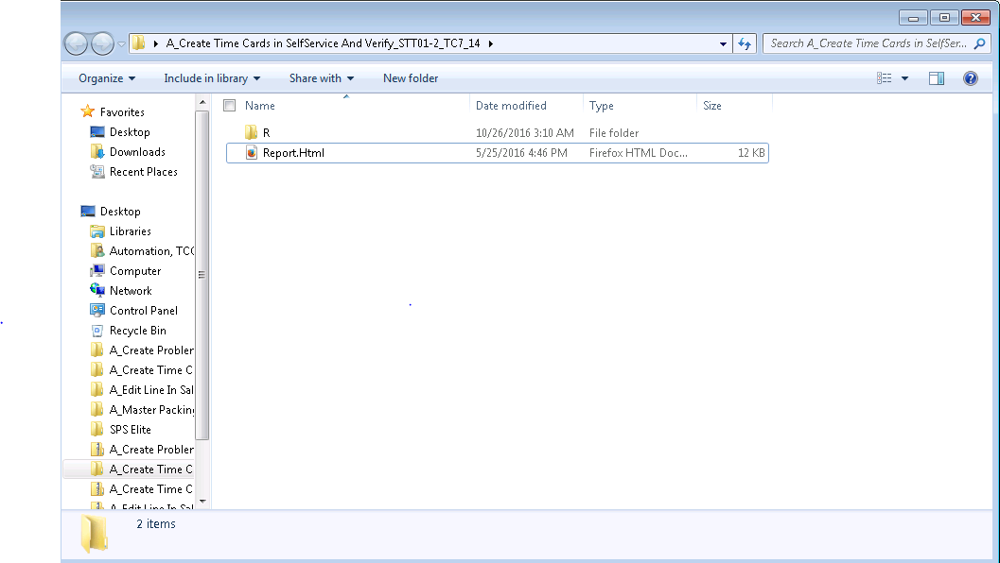 A_Create Time Cards in SelfService And Verify_STT01-2_TC7_14
Search A_Create Time Cards in SelfSer...
Organize Include in library Share with New folder
Name Date modified Type Size
R 10/26/2016 3:10 AM File folder
Report.Html 5/25/2016 4:46 PM Firefox HTML Doc... 12 KB
Favorites
Desktop
Downloads
Recent Places
Desktop
Libraries
Automation, TCC
Computer
Network
Control Panel
Recycle Bin
A_Create Probler
A_Create Time C
A_Edit Line In Sal
A_Master Packing
SPS Elite
A_Create Probler
A_Create Time C
A_Create Time C
A_Edit Line In Sal
2 items